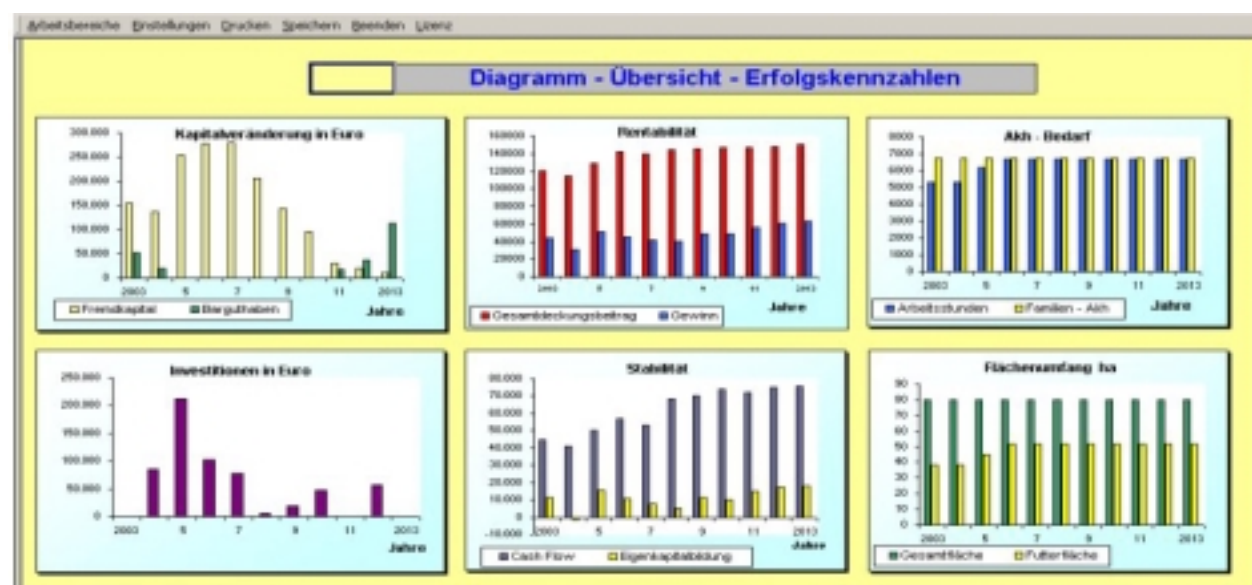 Arbeitsbereiche Einstellungen Drucken Speichern Beenden Lizenz
Diagramm - Übersicht - Erfolgskennzahlen
Kapitalveränderung in Euro
300.000
250.000
200.000
150.000
100.000
50.000
0
2003 5 7 9 11 2013
Jahre
Fremdkapital Barguthaben
Rentabilität
160000
140000
120000
100000
80000
60000
40000
20000
0
2003 5 7 9 11 2013
Jahre
Gesamtdeckungsbeitrag Gewinn
Akh - Bedarf
8000
7000
6000
5000
4000
3000
2000
1000
0
2003 5 7 9 11 2013
Arbeitsstunden Familien - Akh Jahre
Investitionen in Euro
250.000
200.000
150.000
100.000
50.000
0
2003 5 7 9 11 2013
Jahre
Stabilität
80.000
70.000
60.000
50.000
40.000
30.000
20.000
10.000
0
-10.000
2003 5 7 9 11 2013
Jahre
Cash Flow Eigenkapitalbildung
Flächenumfang ha
90
80
70
60
50
40
30
20
10
0
2003 5 7 9 11 2013
Gesamtfläche Futterfläche